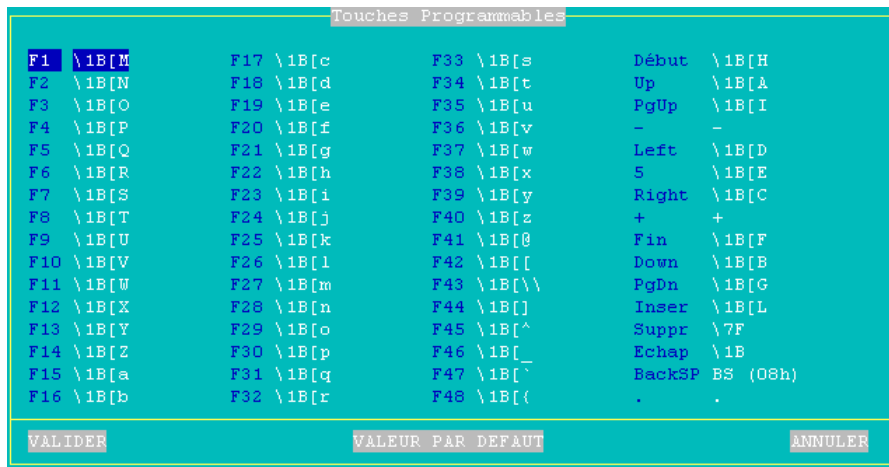 Touches Programmables
F1 \1B[M F17 \1B[c F33 \1B[s Début \1B[H
F2 \1B[N F18 \1B[d F34 \1B[t Up \1B[A
F3 \1B[O F19 \1B[e F35 \1B[u PgUp \1B[I
F4 \1B[P F20 \1B[f F36 \1B[v - -
F5 \1B[Q F21 \1B[g F37 \1B[w Left \1B[D
F6 \1B[R F22 \1B[h F38 \1B[x 5 \1B[E
F7 \1B[S F23 \1B[i F39 \1B[y Right \1B[C
F8 \1B[T F24 \1B[j F40 \1B[z + +
F9 \1B[U F25 \1B[k F41 \1B[@ Fin \1B[F
F10 \1B[V F26 \1B[l F42 \1B[[ Down \1B[B
F11 \1B[W F27 \1B[m F43 \1B[\\ PgDn \1B[G
F12 \1B[X F28 \1B[n F44 \1B[] Inser \1B[L
F13 \1B[Y F29 \1B[o F45 \1B[^ Suppr \7F
F14 \1B[Z F30 \1B[p F46 \1B[_ Echap \1B
F15 \1B[a F31 \1B[q F47 \1B[` BackSP BS (08h)
F16 \1B[b F32 \1B[r F48 \1B[{ . .
VALIDER VALEUR PAR DEFAUT ANNULER